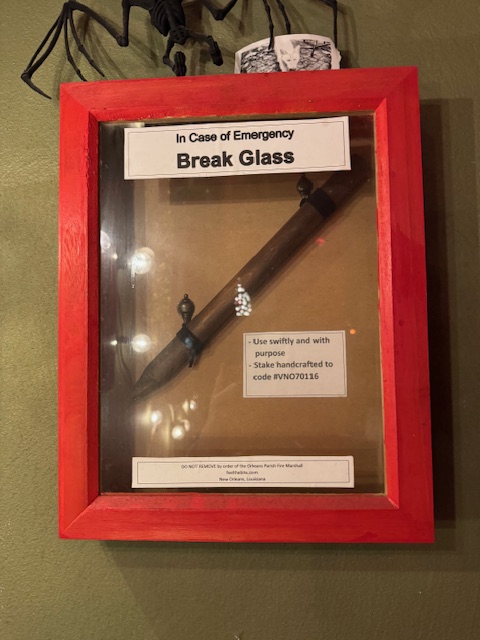 In Case of Emergency
Break Glass
- Use swiftly and with
purpose
- Stake handcrafted to
code #VNO70116
DO NOT REMOVE by order of the Orleans Parish Fire Marshall
New Orleans, Louisiana